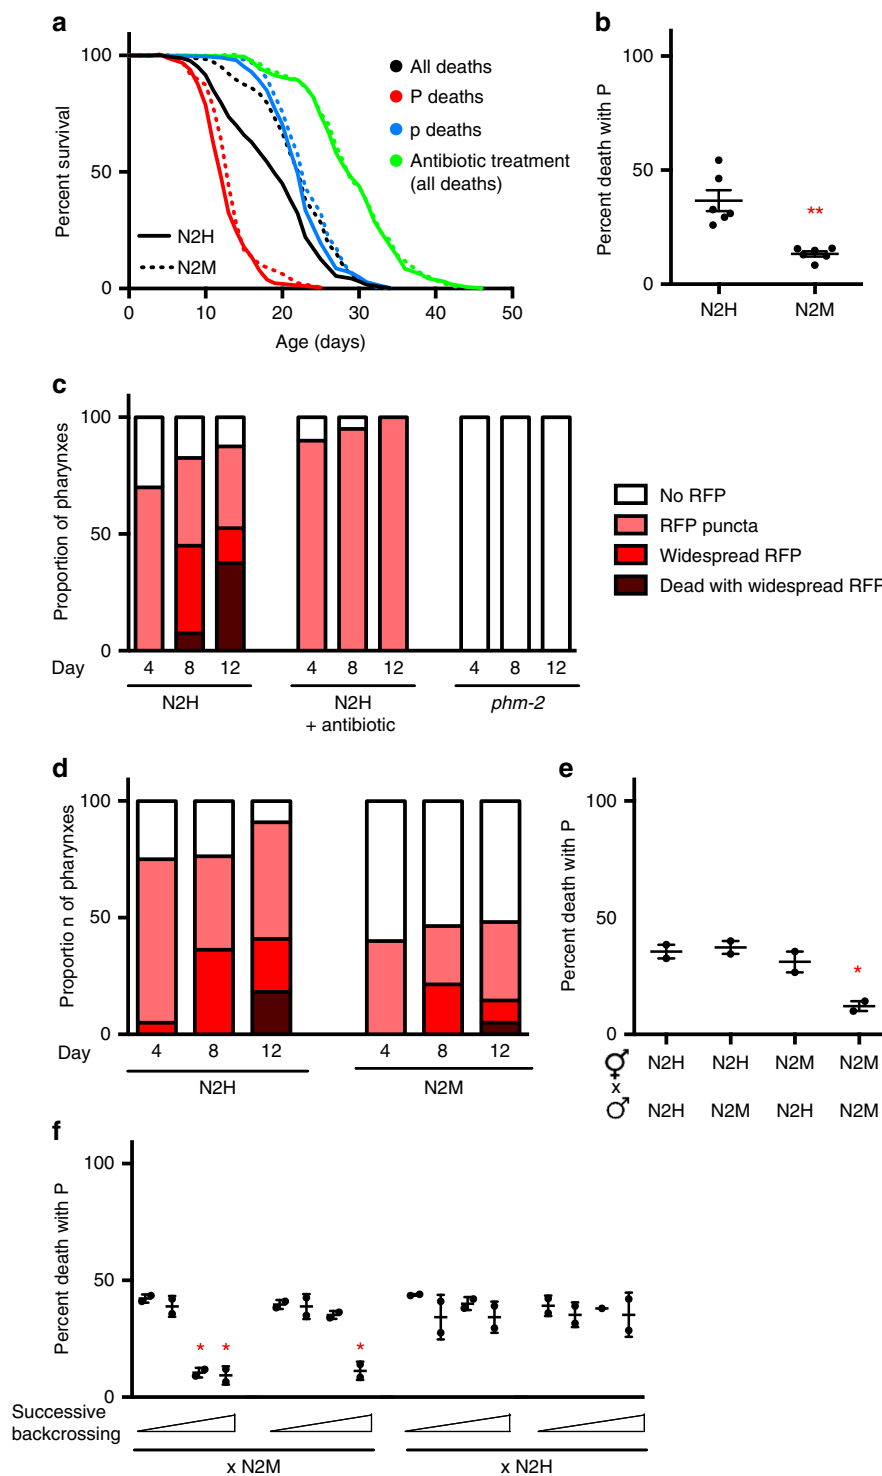 a
100
50
0
Percent survival
0
10
20
30
40
50
Age (days)
All deaths
P deaths
p deaths
Antibiotic treatment
(all deaths)
N2H
N2M
b
100
50
0
Percent death with P
**
N2H
N2M
c
100
50
0
Proportion of pharynxes
Day
4
8
12
4
8
12
4
8
12
N2H
N2H
+ antibiotic
phm-2
No RFP
RFP puncta
Widespread RFP
Dead with widespread RFP
d
100
50
0
Proportio n of pharynxes
Day
4
8
12
4
8
12
N2H
N2M
e
100
50
0
Percent death with P
*
⚥ N2H N2H N2M N2M
x
♂ N2H N2M N2H N2M
f
100
50
0
Percent death with P
* *
*
Successive
backcrossing
x N2M
x N2H